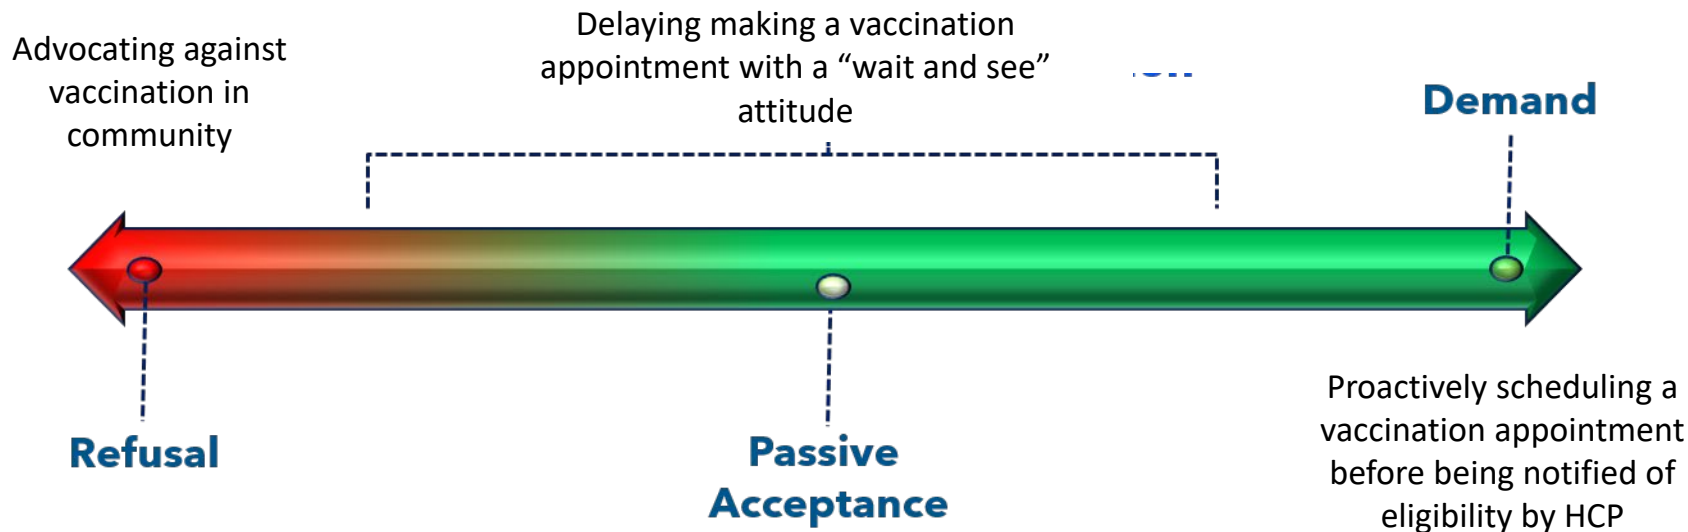 Advocating against
vaccination in
community
Delaying making a vaccination
appointment with a “wait and see”
attitude
Demand
Refusal
Passive
Acceptance
Proactively scheduling a
vaccination appointment
before being notified of
eligibility by HCP